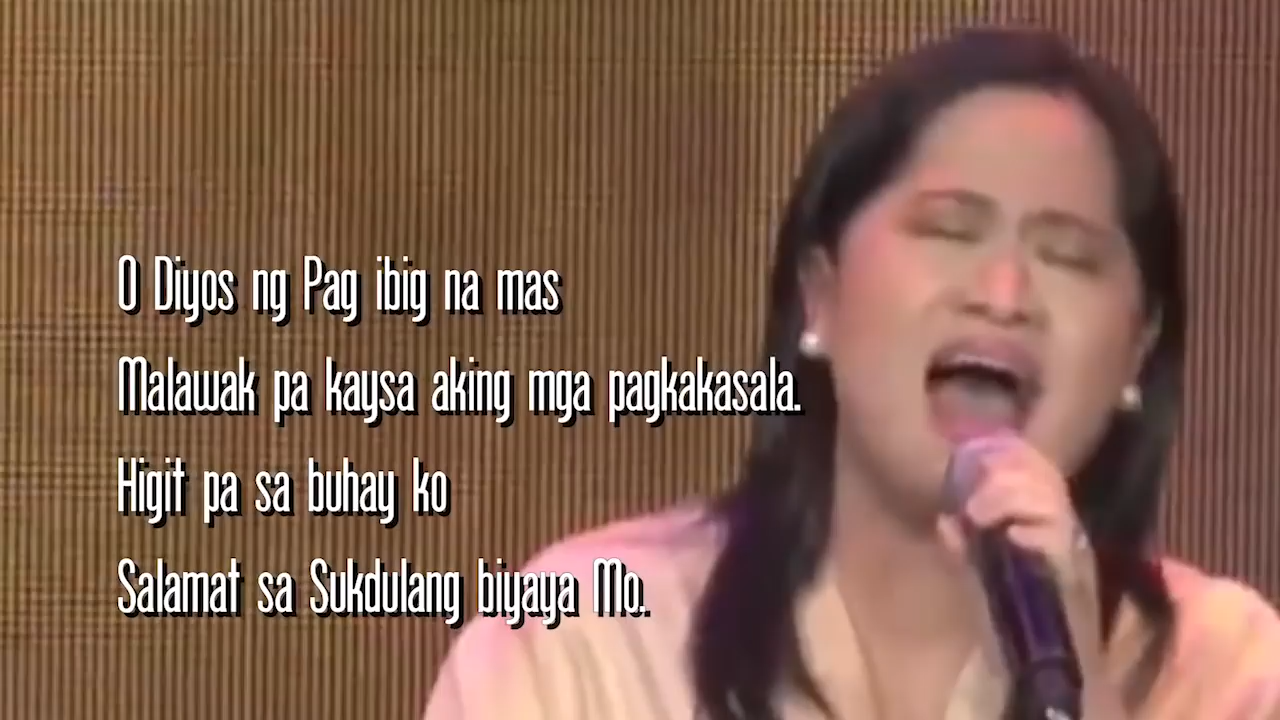 O Diyos ng Pag ibig na mas
Malawak pa kaysa aking mga pagkakasala.
Higit pa sa buhay ko
Salamat sa Sukdulang biyaya Mo.